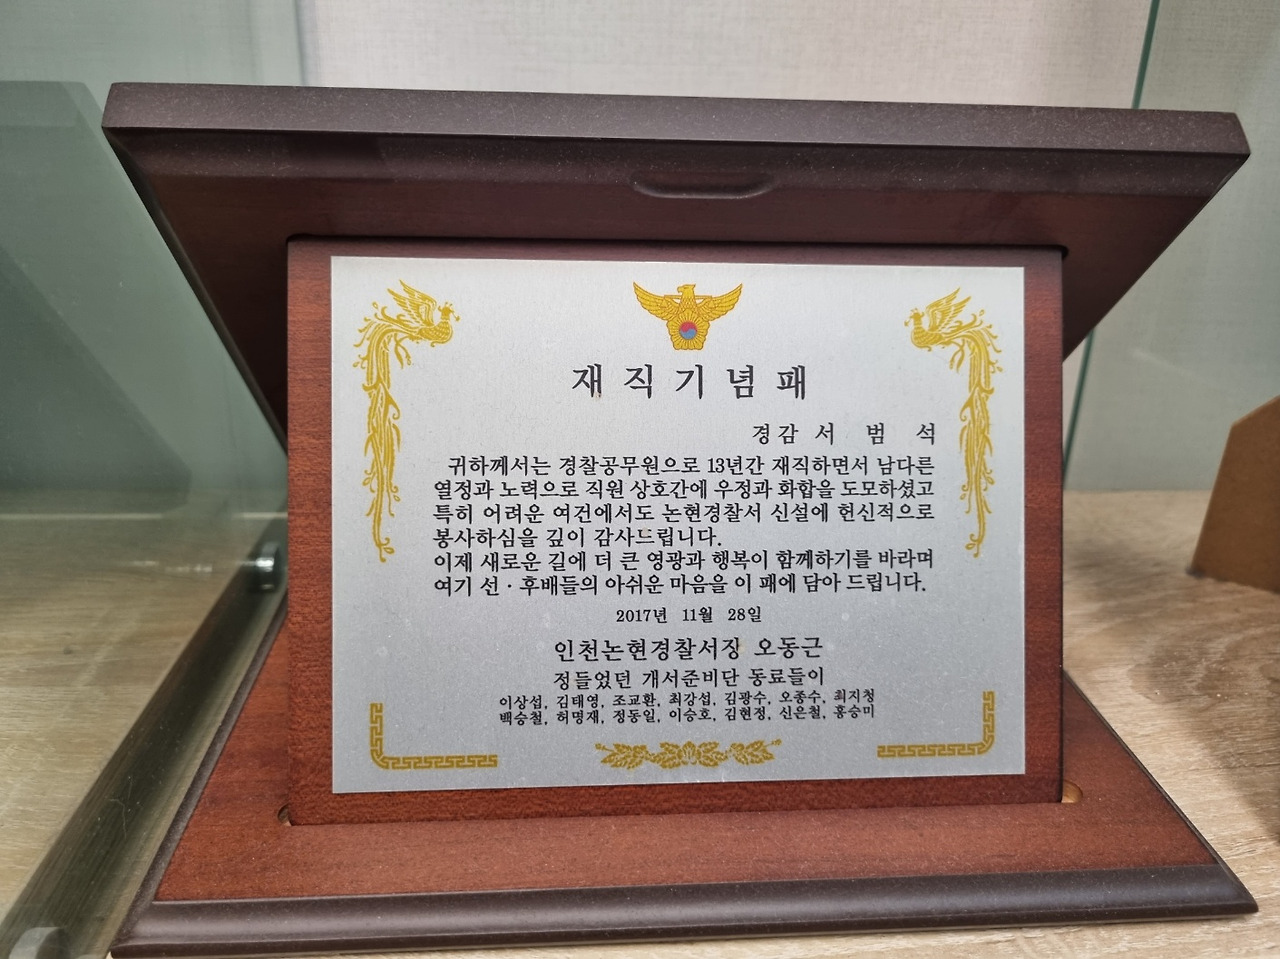 재직기념패
경감 서 범 석
귀하께서는 경찰공무원으로 13년간 재직하면서 남다른
열정과 노력으로 직원 상호간에 우정과 화합을 도모하셨고
특히 어려운 여건에서도 논현경찰서 신설에 헌신적으로
봉사하심을 깊이 감사드립니다.
이제 새로운 길에 더 큰 영광과 행복이 함께하기를 바라며
여기 선·후배들의 아쉬운 마음을 이 패에 담아 드립니다.
2017년 11월 28일
인천논현경찰서장 오동근
정들었던 개서준비단 동료들이
이상섭, 김태영, 조교환, 최강섭, 김광수, 오종수, 최지청
백승철, 허명재, 정동일, 이승호, 김현정, 신은철, 홍승미